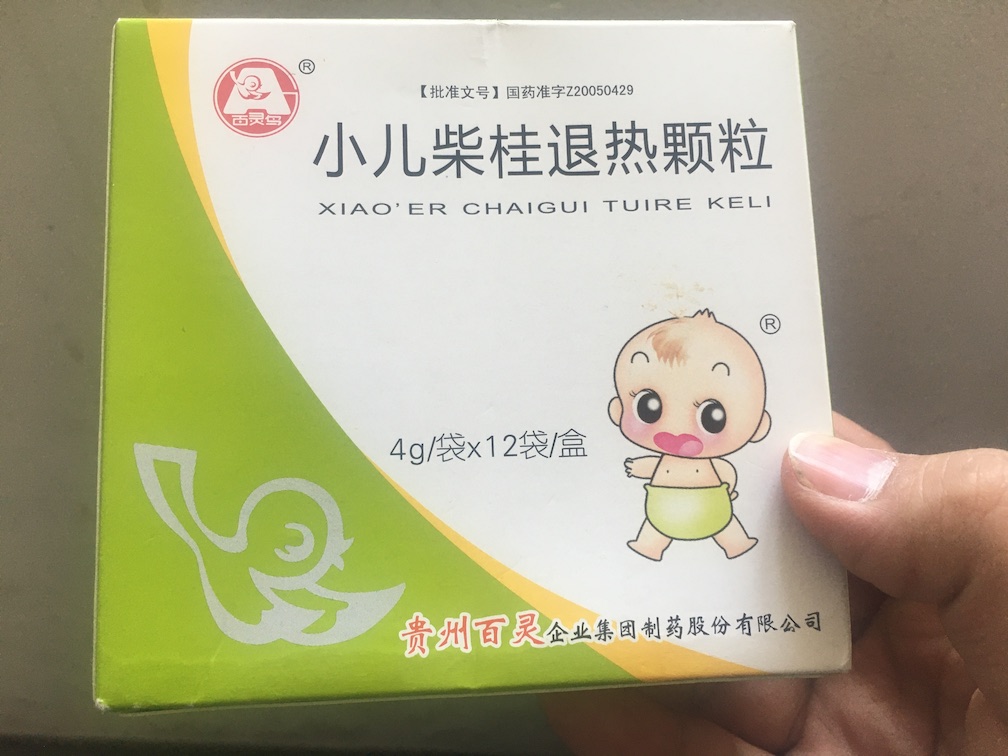 百灵鸟
®
【批准文号】国药准字Z20050429
小儿柴桂退热颗粒
XIAO'ER CHAIGUI TUIRE KELI
®
4g/袋x12袋/盒
贵州百灵企业集团制药股份有限公司